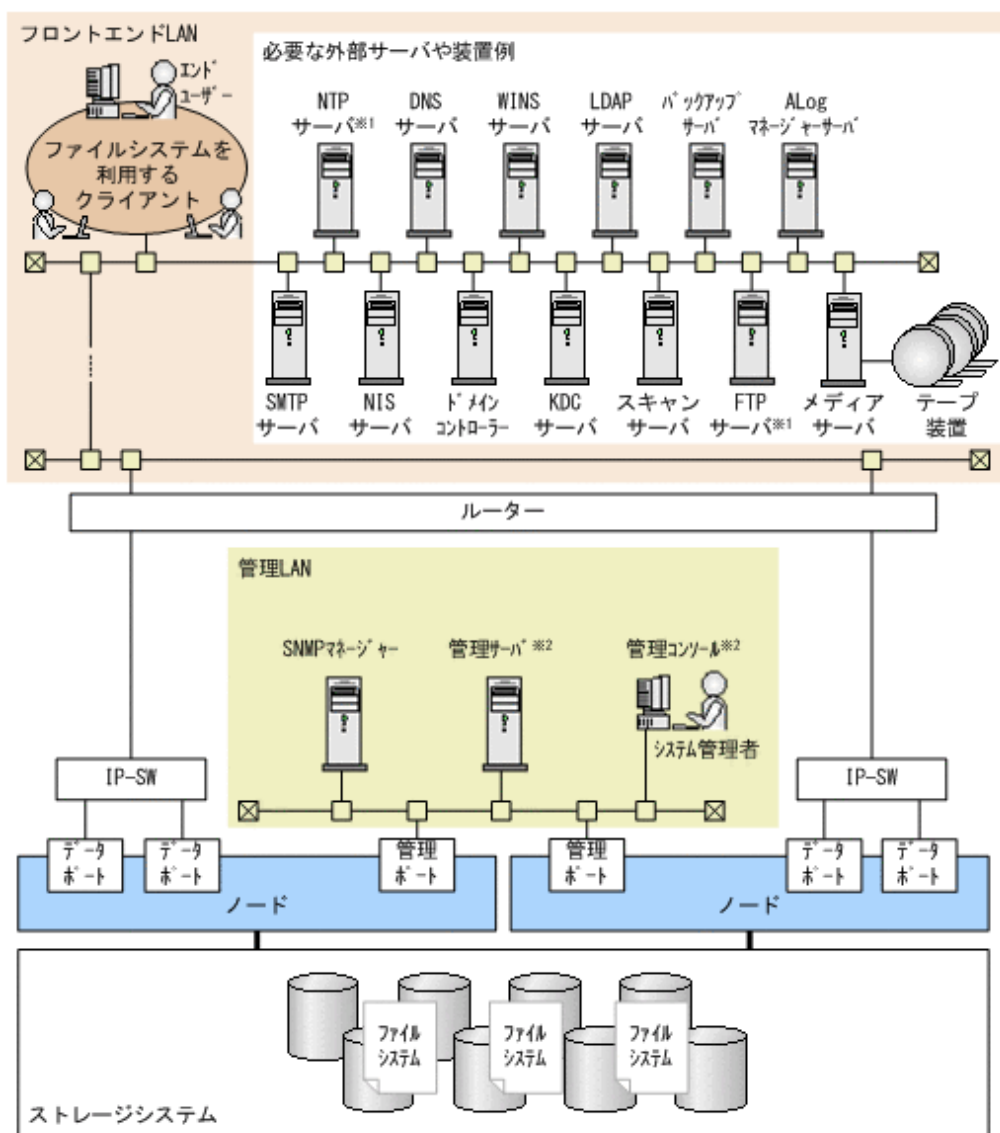 フロントエンドLAN
エンド
ユーザー
ファイルシステムを
利用する
クライアント
必要な外部サーバや装置例
NTP
サーバ※1
DNS
サーバ
WINS
サーバ
LDAP
サーバ
ﾊﾞｯｸｱｯﾌﾟ
ｻｰﾊﾞ
ALog
ﾏﾈｰｼﾞｬｰｻｰﾊﾞ
SMTP
サーバ
NIS
サーバ
ﾄﾞﾒｲﾝ
ｺﾝﾄﾛｰﾗｰ
KDC
サーバ
スキャン
サーバ
FTP
サーバ※1
メディア
サーバ
テープ
装置
ルーター
管理LAN
SNMPﾏﾈｰｼﾞｬｰ
管理ｻｰﾊﾞ※2
管理ｺﾝｿｰﾙ※2
ｼｽﾃﾑ管理者
IP-SW
IP-SW
ﾃﾞｰﾀ
ﾎﾟｰﾄ
ﾃﾞｰﾀ
ﾎﾟｰﾄ
管理
ﾎﾟｰﾄ
管理
ﾎﾟｰﾄ
ﾃﾞｰﾀ
ﾎﾟｰﾄ
ﾃﾞｰﾀ
ﾎﾟｰﾄ
ノード
ノード
ﾌｧｲﾙ
ｼｽﾃﾑ
ﾌｧｲﾙ
ｼｽﾃﾑ
ﾌｧｲﾙ
ｼｽﾃﾑ
ストレージシステム